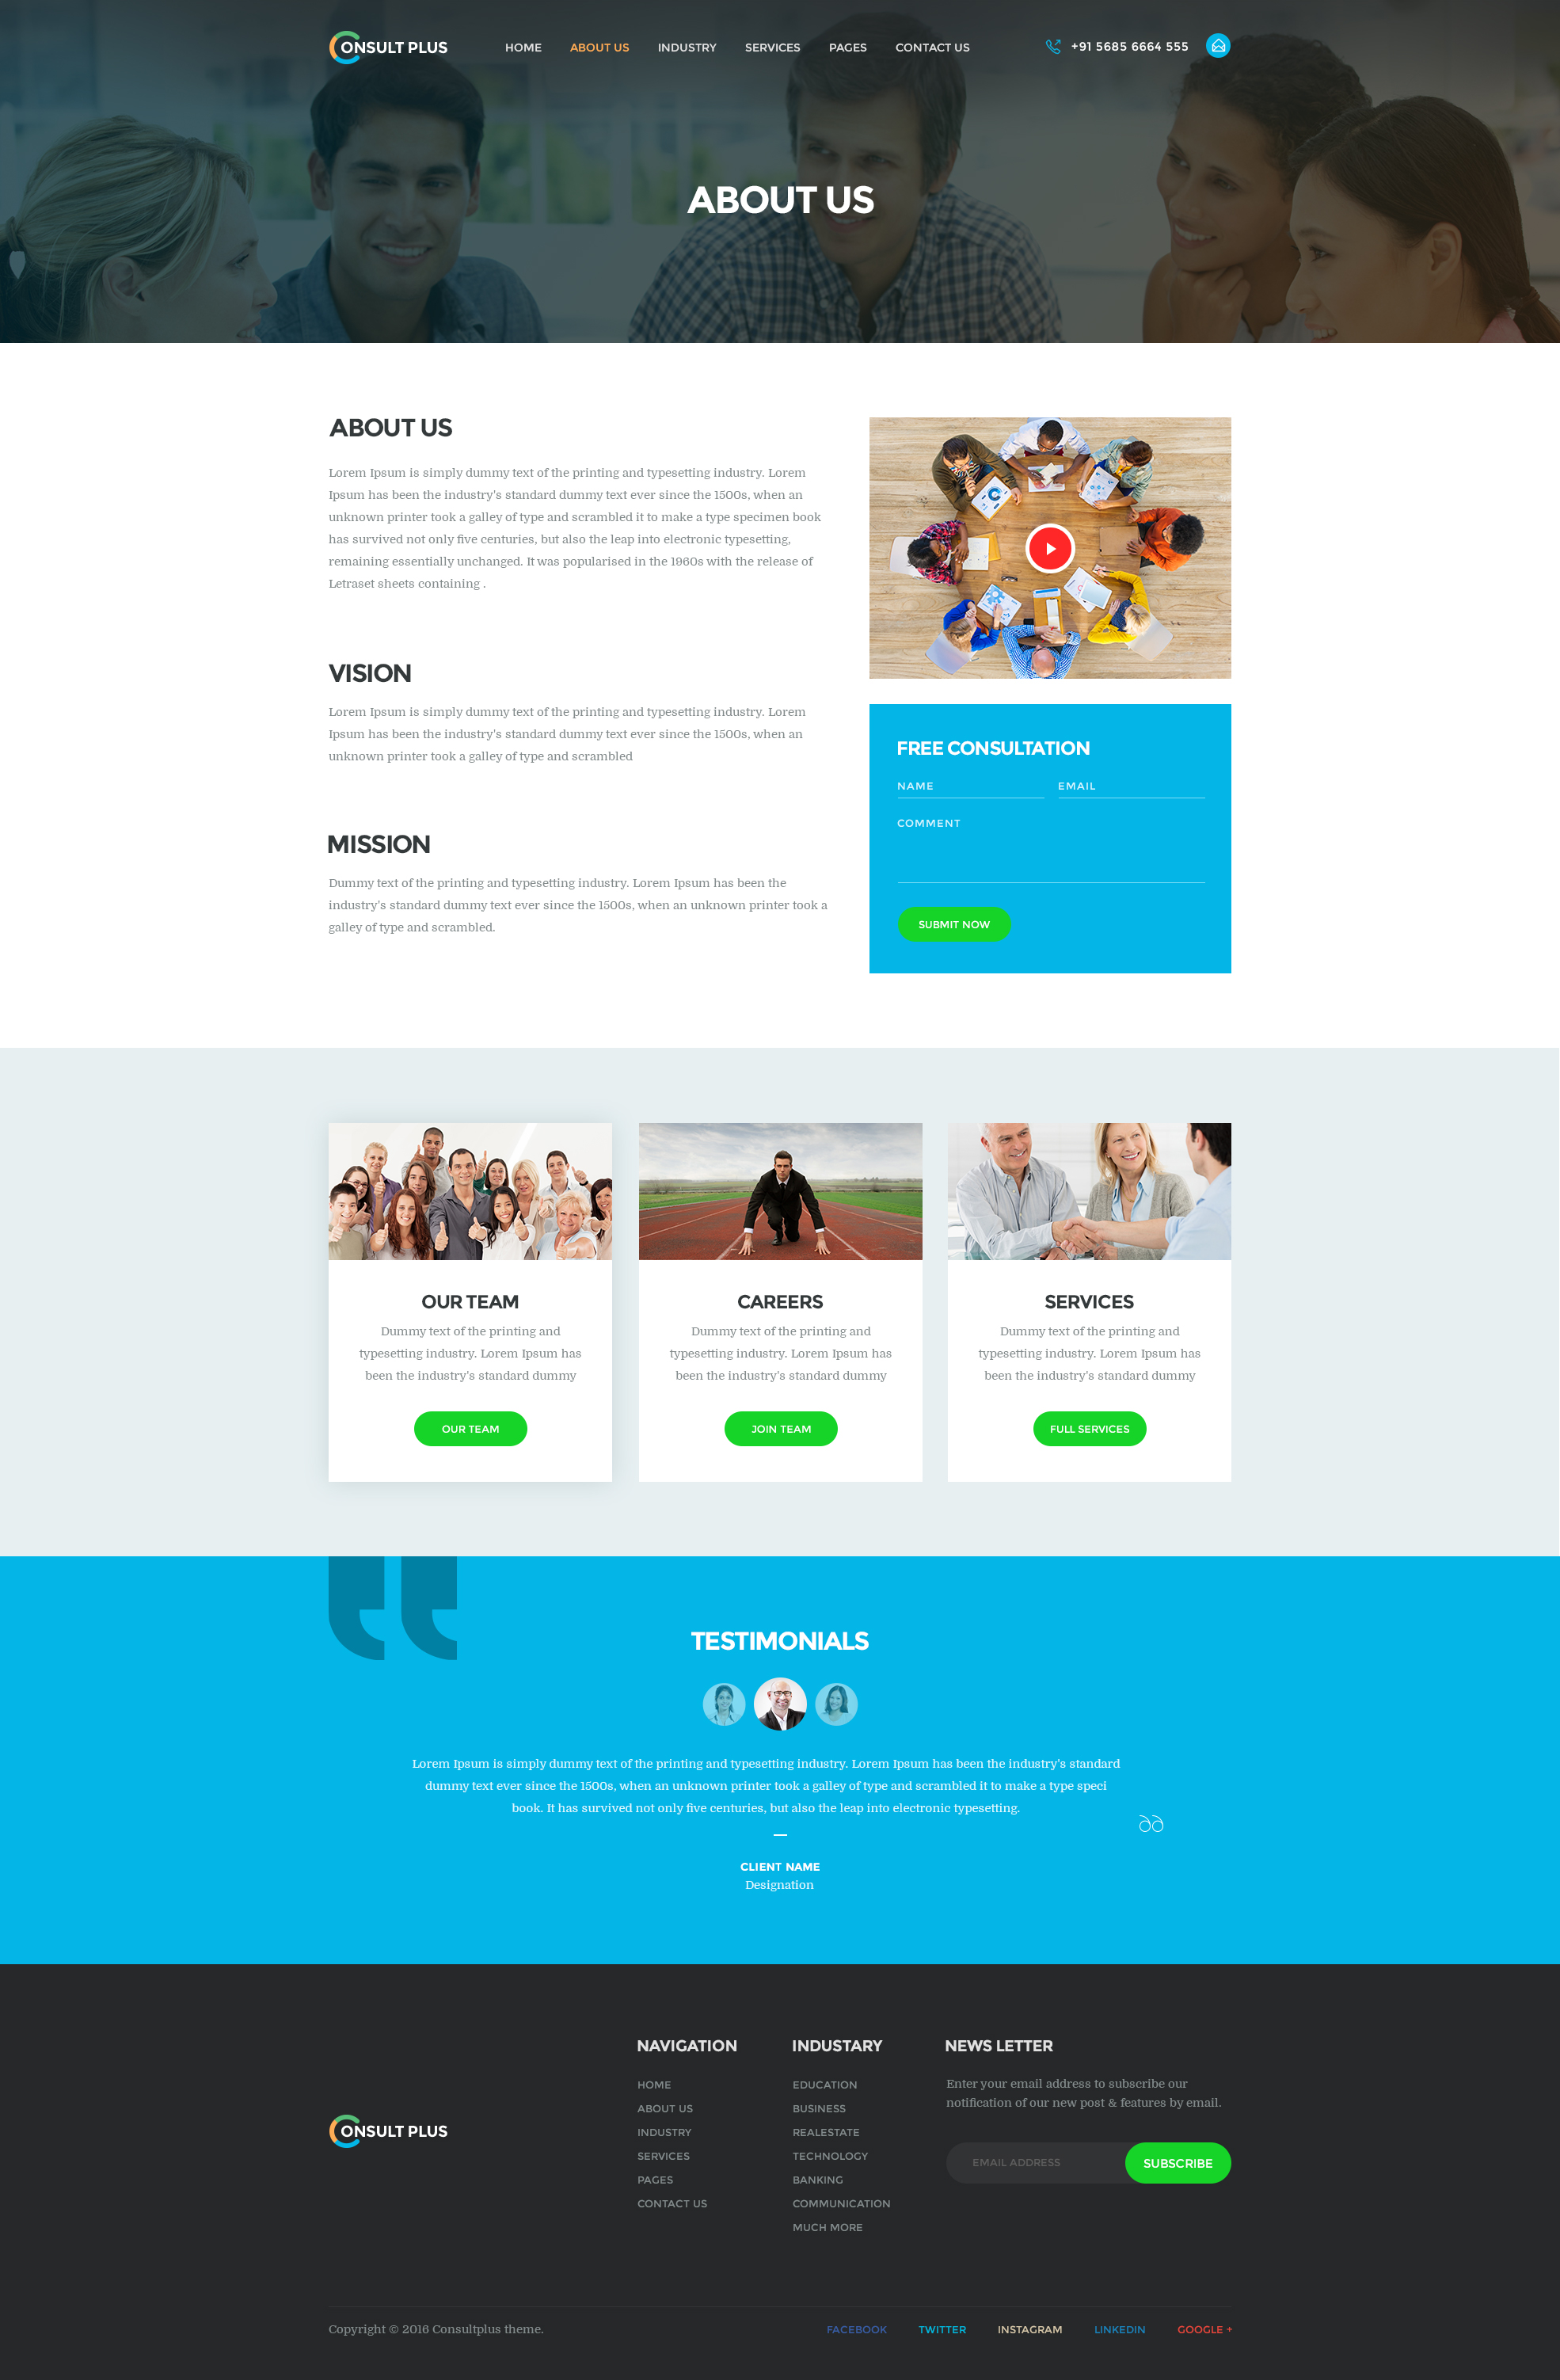 ONSULT PLUS
HOME ABOUT US INDUSTRY SERVICES PAGES CONTACT US
+91 5685 6664 555
ABOUT US
ABOUT US
Lorem Ipsum is simply dummy text of the printing and typesetting industry. Lorem
Ipsum has been the industry's standard dummy text ever since the 1500s, when an
unknown printer took a galley of type and scrambled it to make a type specimen book
has survived not only five centuries, but also the leap into electronic typesetting,
remaining essentially unchanged. It was popularised in the 1960s with the release of
Letraset sheets containing .
VISION
Lorem Ipsum is simply dummy text of the printing and typesetting industry. Lorem
Ipsum has been the industry's standard dummy text ever since the 1500s, when an
unknown printer took a galley of type and scrambled
MISSION
Dummy text of the printing and typesetting industry. Lorem Ipsum has been the
industry's standard dummy text ever since the 1500s, when an unknown printer took a
galley of type and scrambled.
FREE CONSULTATION
NAME EMAIL
COMMENT
SUBMIT NOW
OUR TEAM
Dummy text of the printing and
typesetting industry. Lorem Ipsum has
been the industry's standard dummy
OUR TEAM
CAREERS
Dummy text of the printing and
typesetting industry. Lorem Ipsum has
been the industry's standard dummy
JOIN TEAM
SERVICES
Dummy text of the printing and
typesetting industry. Lorem Ipsum has
been the industry's standard dummy
FULL SERVICES
TESTIMONIALS
Lorem Ipsum is simply dummy text of the printing and typesetting industry. Lorem Ipsum has been the industry's standard
dummy text ever since the 1500s, when an unknown printer took a galley of type and scrambled it to make a type speci
book. It has survived not only five centuries, but also the leap into electronic typesetting.
CLIENT NAME
Designation
ONSULT PLUS
NAVIGATION
HOME
ABOUT US
INDUSTRY
SERVICES
PAGES
CONTACT US
INDUSTARY
EDUCATION
BUSINESS
REALESTATE
TECHNOLOGY
BANKING
COMMUNICATION
MUCH MORE
NEWS LETTER
Enter your email address to subscribe our
notification of our new post & features by email.
EMAIL ADDRESS SUBSCRIBE
Copyright © 2016 Consultplus theme.
FACEBOOK TWITTER INSTAGRAM LINKEDIN GOOGLE +